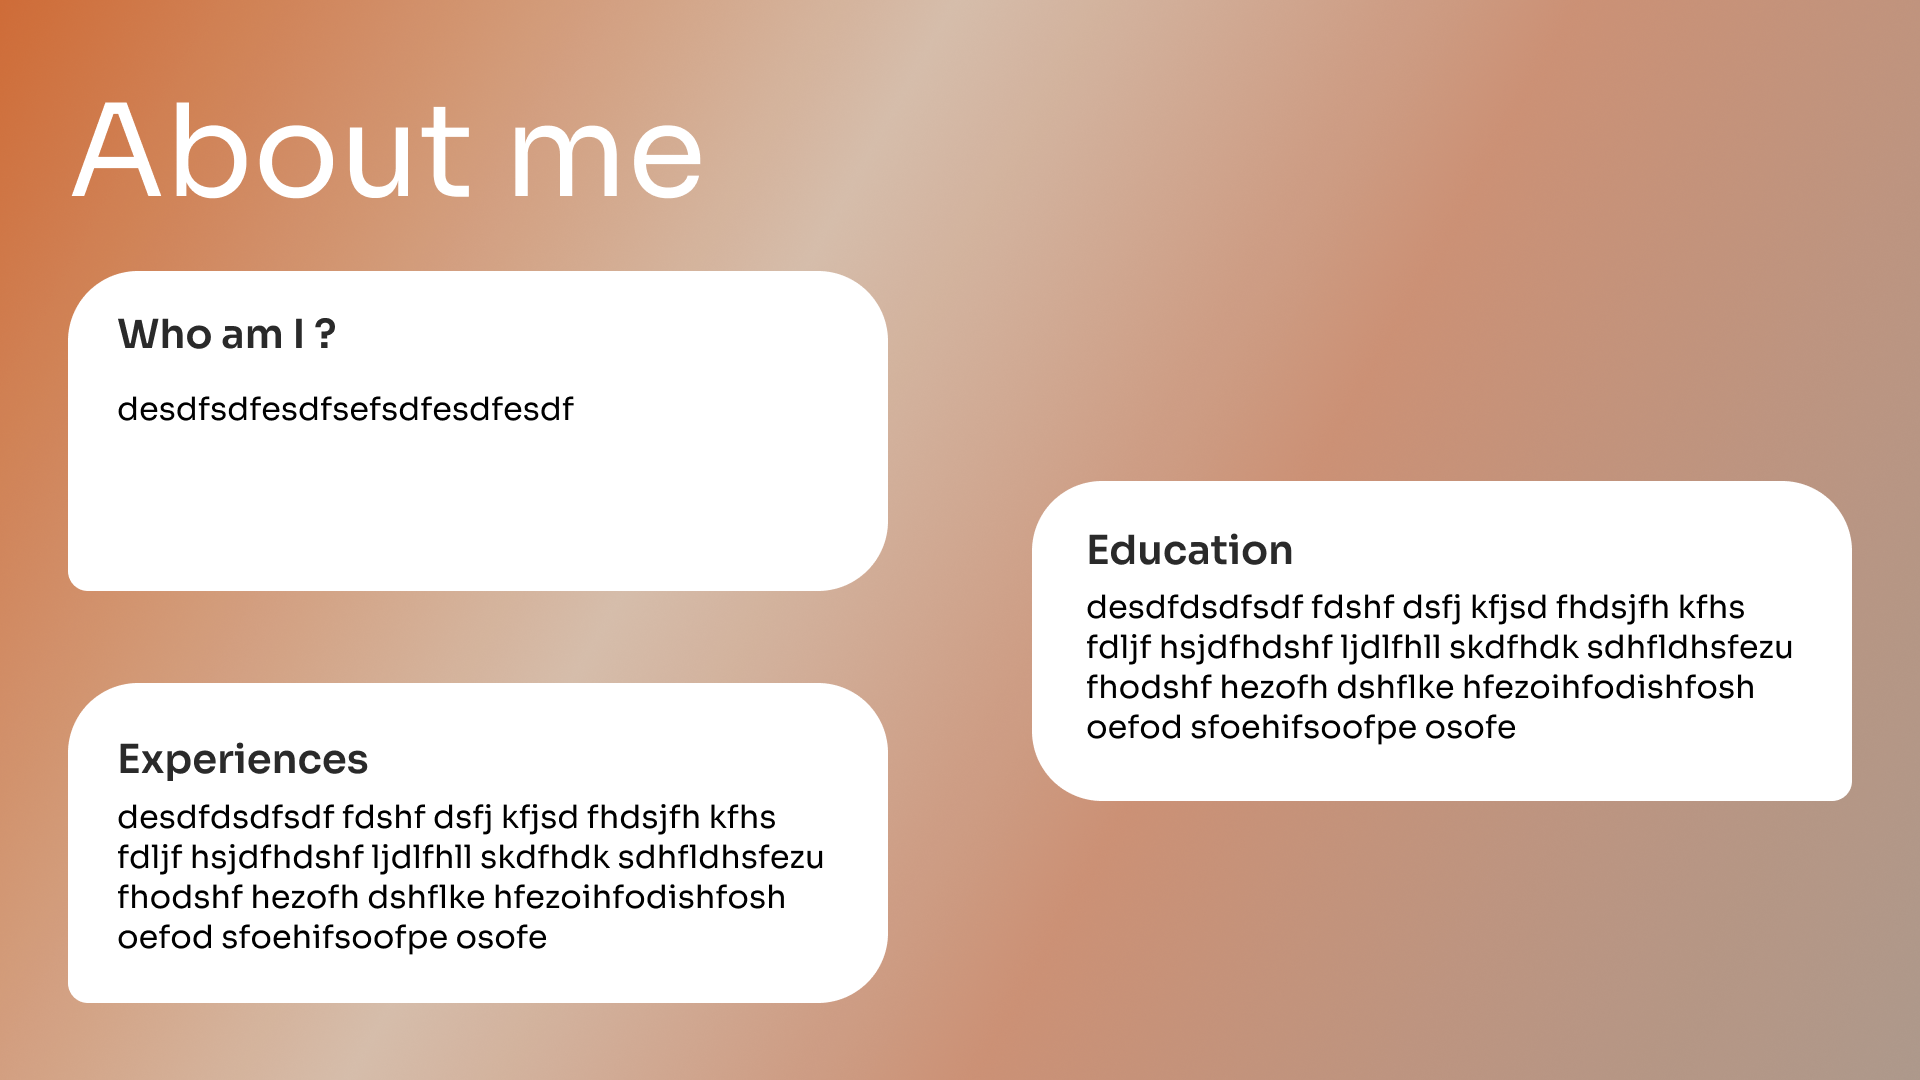 About me
Who am I ?
desdfsdfesdfsefsdfesdfesdf
Education
desdfdsdfsdf fdshf dsfj kfjsd fhdsjfh kfhs
fdljf hsjdfhdshf ljdlfhll skdfhdk sdhfldhsfezu
fhodshf hezofh dshflke hfezoihfodishfosh
oefod sfoehifsoofpe osofe
Experiences
desdfdsdfsdf fdshf dsfj kfjsd fhdsjfh kfhs
fdljf hsjdfhdshf ljdlfhll skdfhdk sdhfldhsfezu
fhodshf hezofh dshflke hfezoihfodishfosh
oefod sfoehifsoofpe osofe